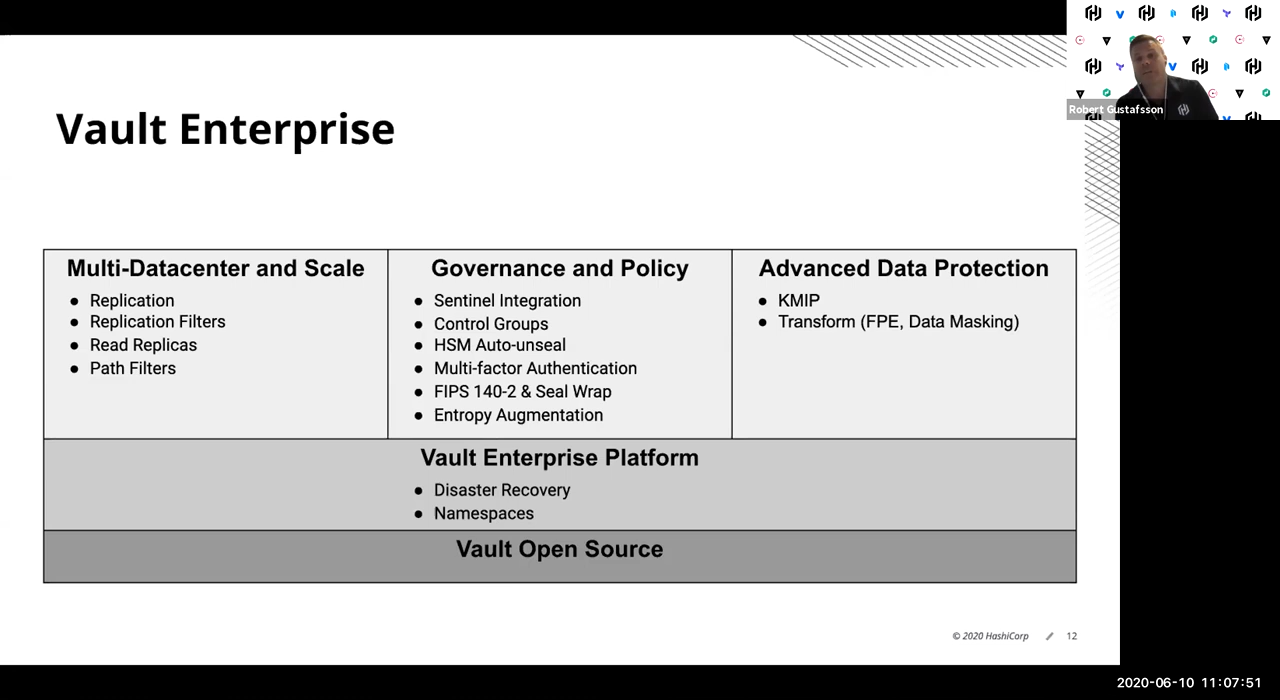 Vault Enterprise
Robert Gustafsson
Multi-Datacenter and Scale
● Replication
● Replication Filters
● Read Replicas
● Path Filters
Governance and Policy
● Sentinel Integration
● Control Groups
● HSM Auto-unseal
● Multi-factor Authentication
● FIPS 140-2 & Seal Wrap
● Entropy Augmentation
Advanced Data Protection
● KMIP
● Transform (FPE, Data Masking)
Vault Enterprise Platform
● Disaster Recovery
● Namespaces
Vault Open Source
© 2020 HashiCorp
12
2020-06-10 11:07:51